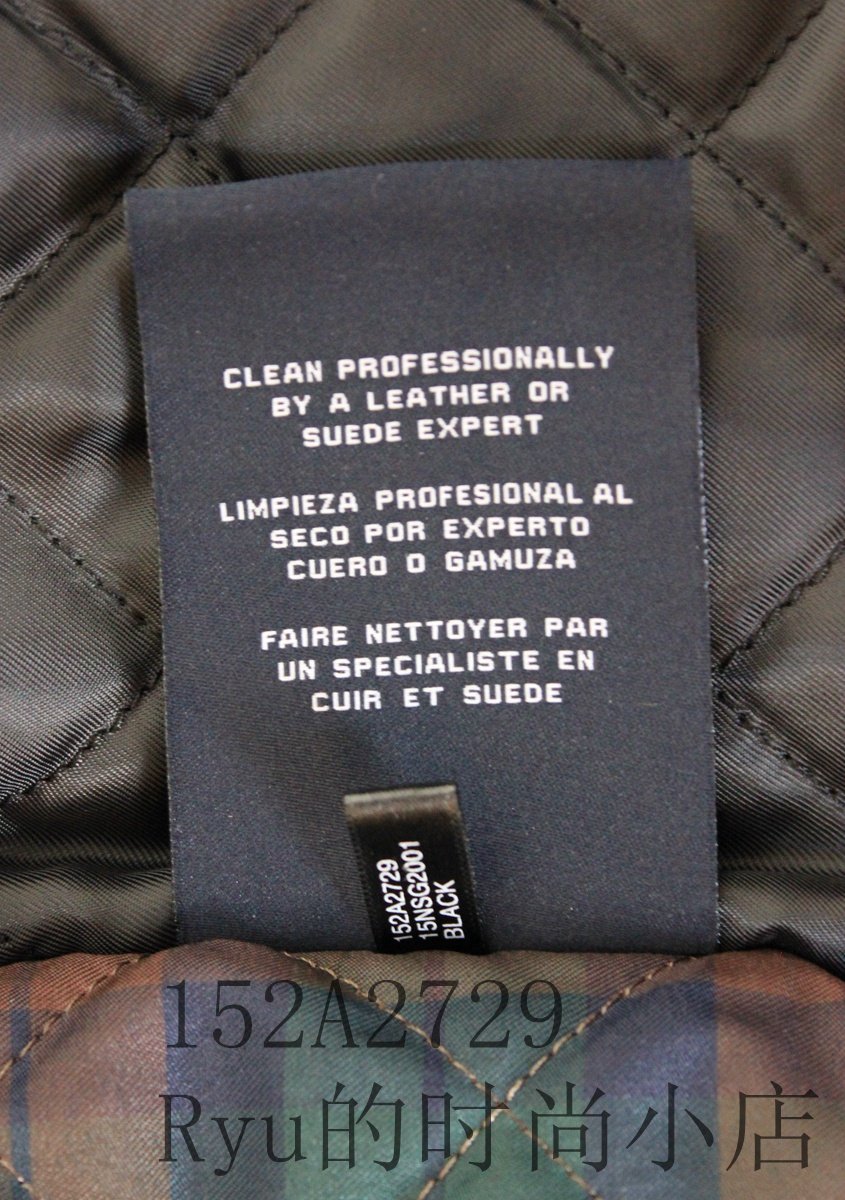 CLEAN PROFESSIONALLY
BY A LEATHER OR
SUEDE EXPERT
LIMPIEZA PROFESIONAL AL
SECO POR EXPERTO
CUERO O GAMUZA
FAIRE NETTOYER PAR
UN SPECIALISTE EN
CUIR ET SUEDE
152A2729
15NSG2001
BLACK
152A2729
Ryu的时尚小店